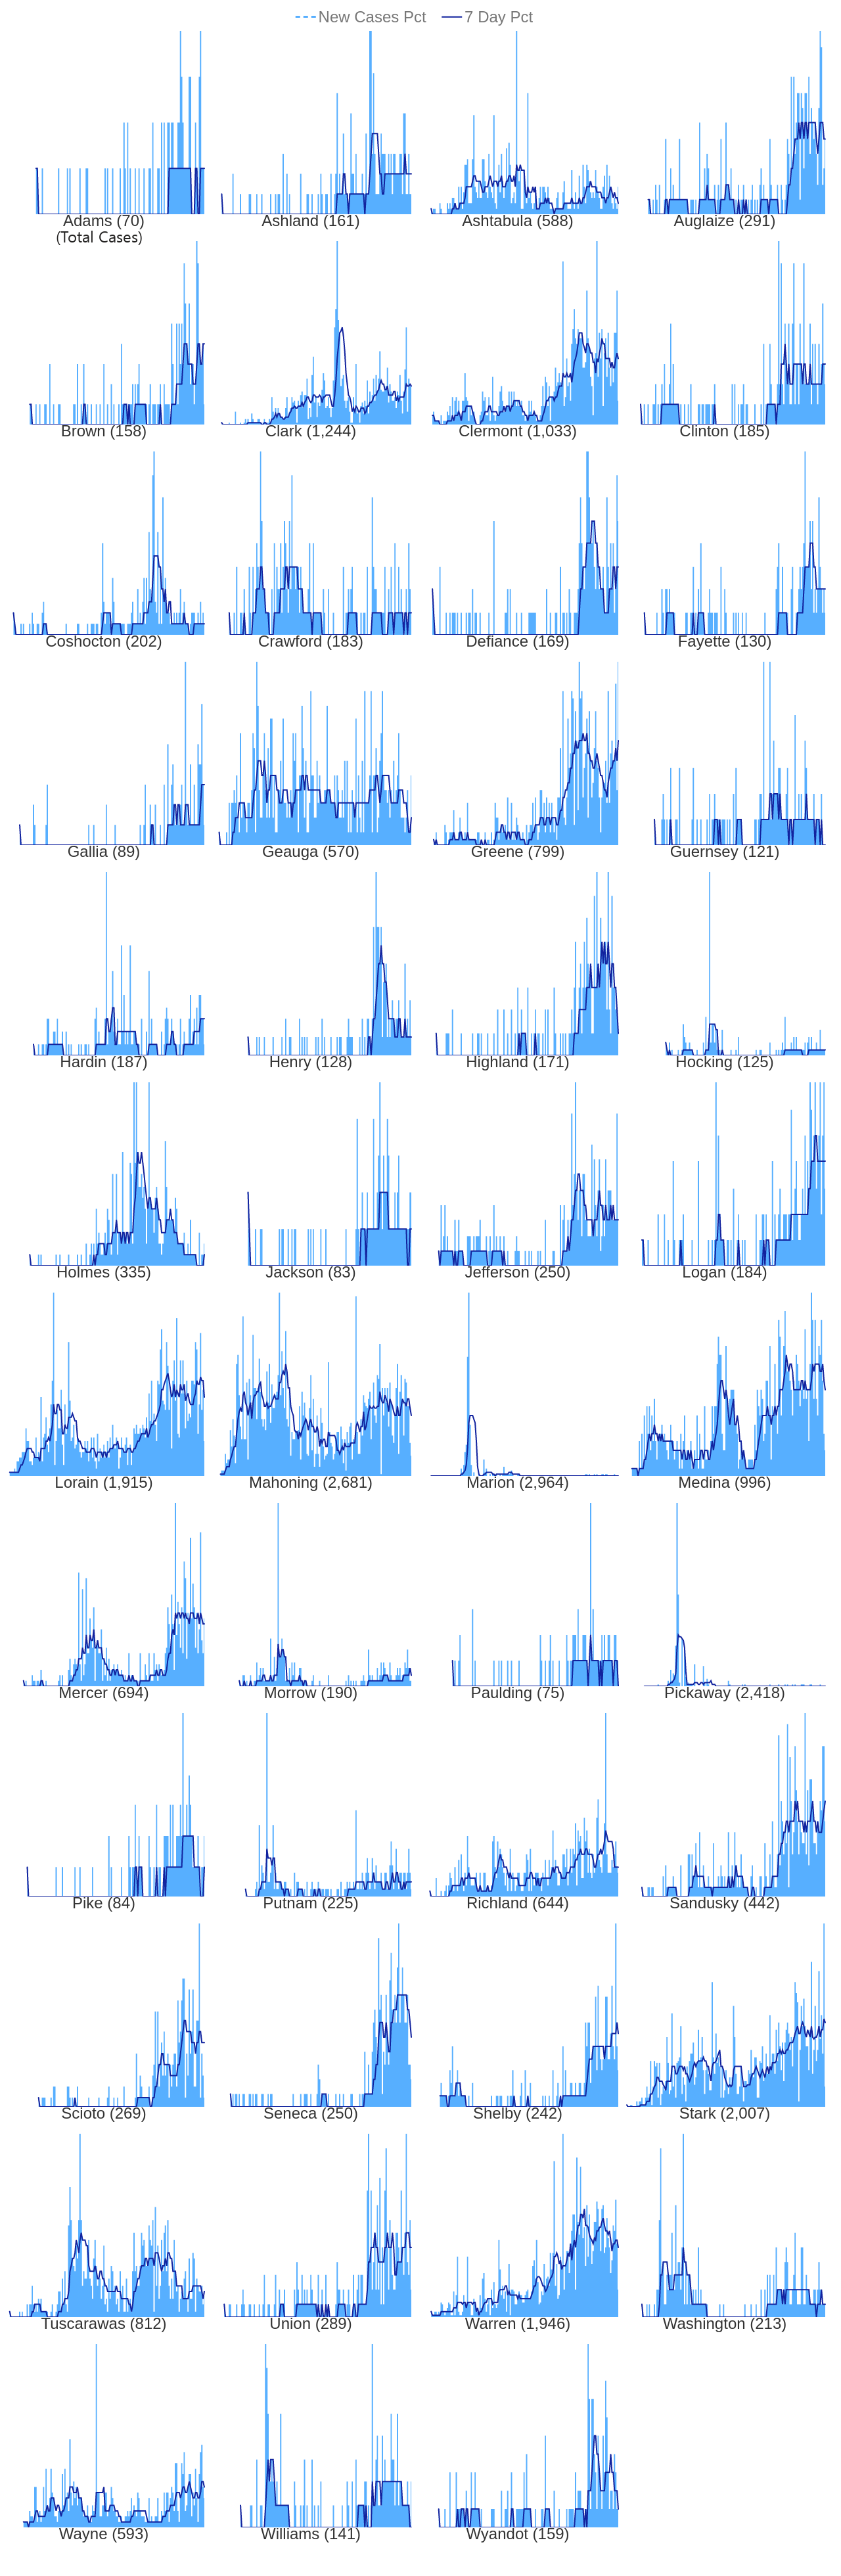 New Cases Pct 7 Day Pct
Adams (70) Ashland (161) Ashtabula (588) Auglaize (291)
(Total Cases)
Brown (158) Clark (1,244) Clermont (1,033) Clinton (185)
Coshocton (202) Crawford (183) Defiance (169) Fayette (130)
Gallia (89) Geauga (570) Greene (799) Guernsey (121)
Hardin (187) Henry (128) Highland (171) Hocking (125)
Holmes (335) Jackson (83) Jefferson (250) Logan (184)
Lorain (1,915) Mahoning (2,681) Marion (2,964) Medina (996)
Mercer (694) Morrow (190) Paulding (75) Pickaway (2,418)
Pike (84) Putnam (225) Richland (644) Sandusky (442)
Scioto (269) Seneca (250) Shelby (242) Stark (2,007)
Tuscarawas (812) Union (289) Warren (1,946) Washington (213)
Wayne (593) Williams (141) Wyandot (159)